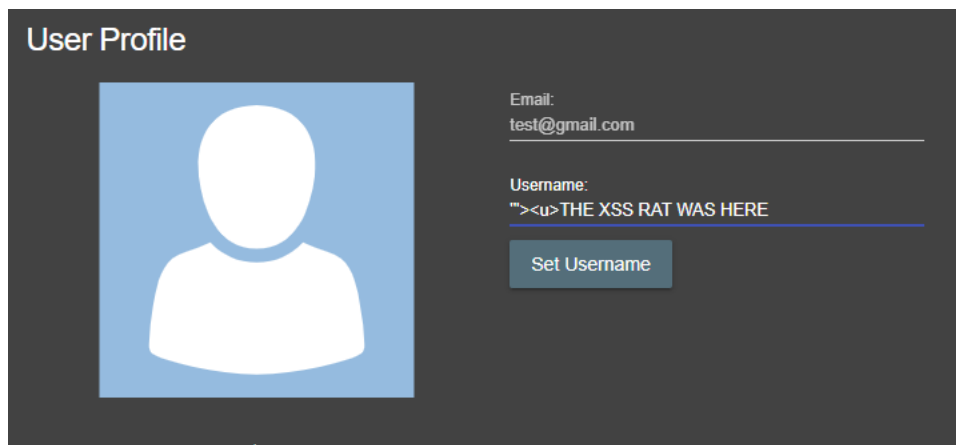 User Profile
Email:
test@gmail.com
Username:
'"><u>THE XSS RAT WAS HERE
Set Username